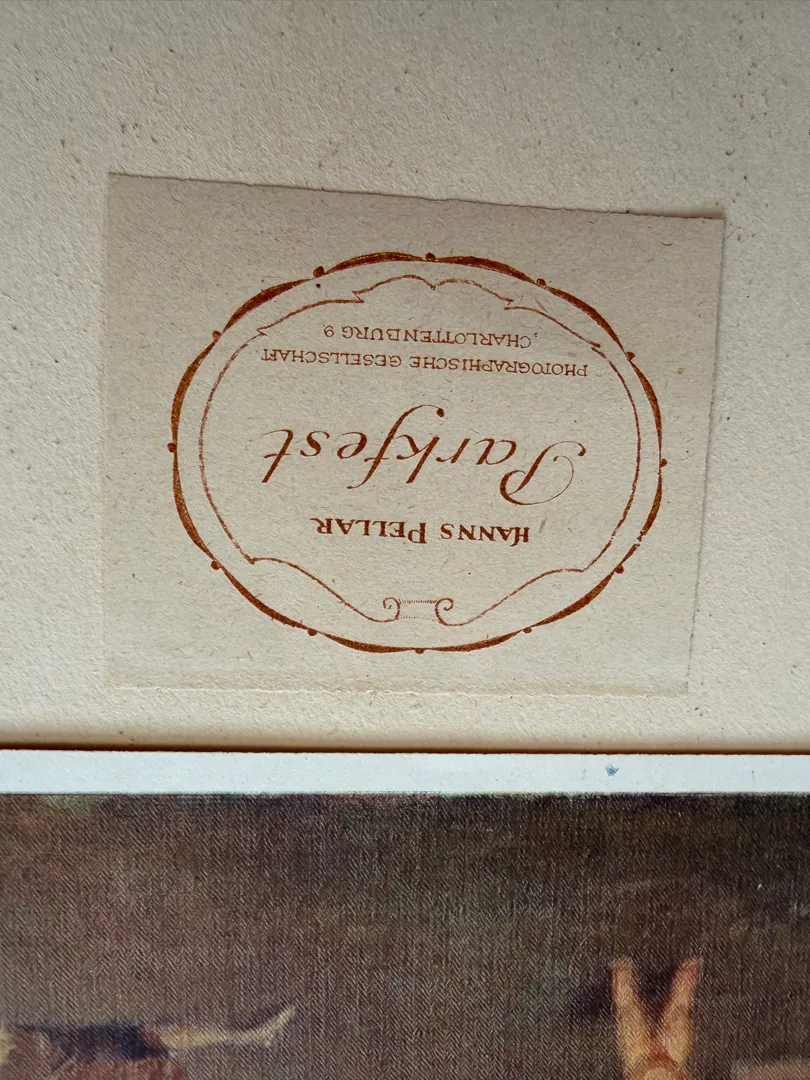 HANNS PELLAR
Parkfest
PHOTOGRAPHISCHE GESELLSCHAFT
, CHARLOTTENBURG 9.